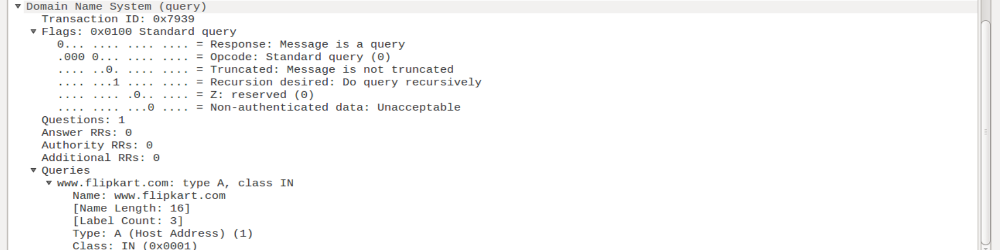 Domain Name System (query)
Transaction ID: 0x7939
Flags: 0x0100 Standard query
0... .... .... .... = Response: Message is a query
.000 0... .... .... = Opcode: Standard query (0)
.... ..0. .... .... = Truncated: Message is not truncated
.... ...1 .... .... = Recursion desired: Do query recursively
.... .... .0.. .... = Z: reserved (0)
.... .... ...0 .... = Non-authenticated data: Unacceptable
Questions: 1
Answer RRs: 0
Authority RRs: 0
Additional RRs: 0
Queries
www.flipkart.com: type A, class IN
Name: www.flipkart.com
[Name Length: 16]
[Label Count: 3]
Type: A (Host Address) (1)
Class: IN (0x0001)